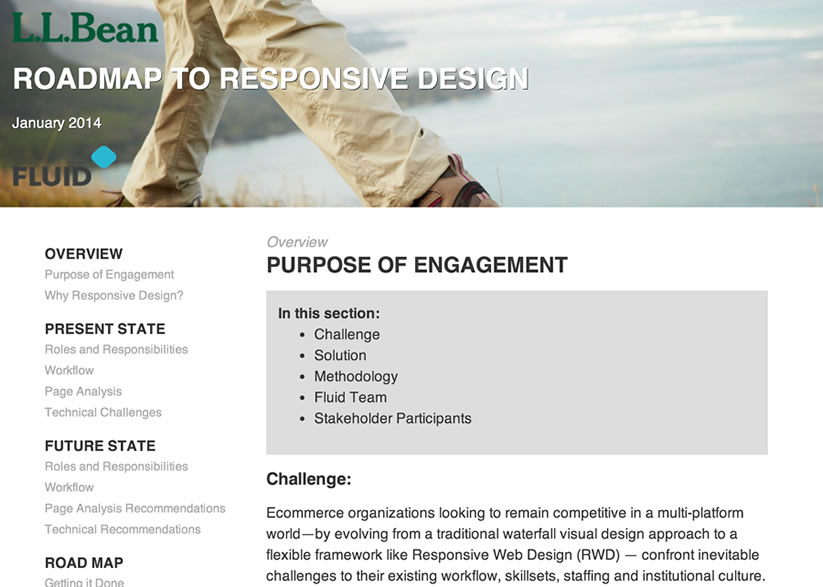 L.L.Bean
ROADMAP TO RESPONSIVE DESIGN
January 2014
FLUID
OVERVIEW
Purpose of Engagement
Why Responsive Design?
PRESENT STATE
Roles and Responsibilities
Workflow
Page Analysis
Technical Challenges
FUTURE STATE
Roles and Responsibilities
Workflow
Page Analysis Recommendations
Technical Recommendations
ROAD MAP
Getting it Done
Overview
PURPOSE OF ENGAGEMENT
In this section:
• Challenge
• Solution
• Methodology
• Fluid Team
• Stakeholder Participants
Challenge:
Ecommerce organizations looking to remain competitive in a multi-platform
world—by evolving from a traditional waterfall visual design approach to a
flexible framework like Responsive Web Design (RWD) — confront inevitable
challenges to their existing workflow, skillsets, staffing and institutional culture.